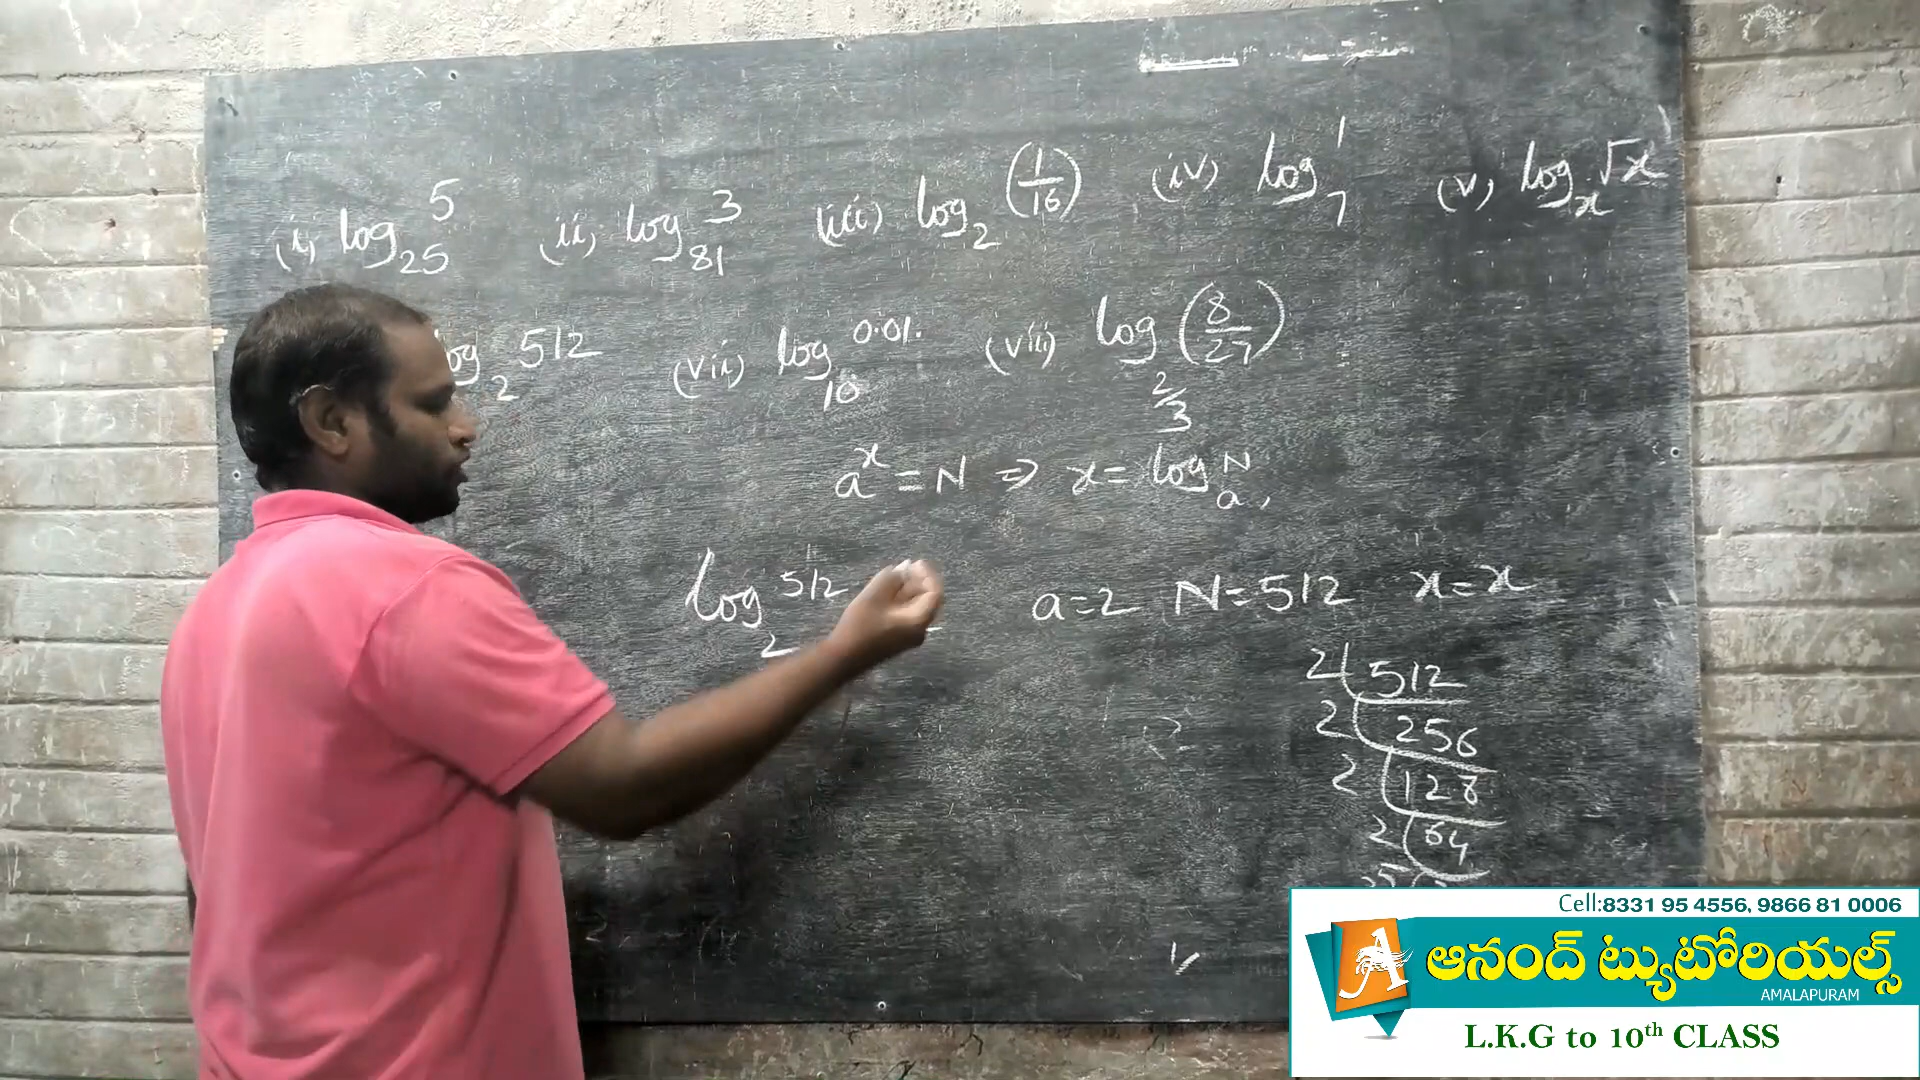 (i) log₂₅ 5 (ii) log₈₁ 3 (iii) log₂ (1/16) (iv) log₇ 1 (v) logₓ √x
log₂ 512 (vii) log₁₀ 0.01. (viii) log_(2/3) (8/27)
aˣ = N ⇒ x = logₐ N,
log₂ 512 a=2 N=512 x=x
2 | 512
2 | 256
2 | 128
2 | 64
Cell:8331 95 4556, 9866 81 0006
A ఆనంద్ ట్యుటోరియల్స్
AMALAPURAM
L.K.G to 10th CLASS